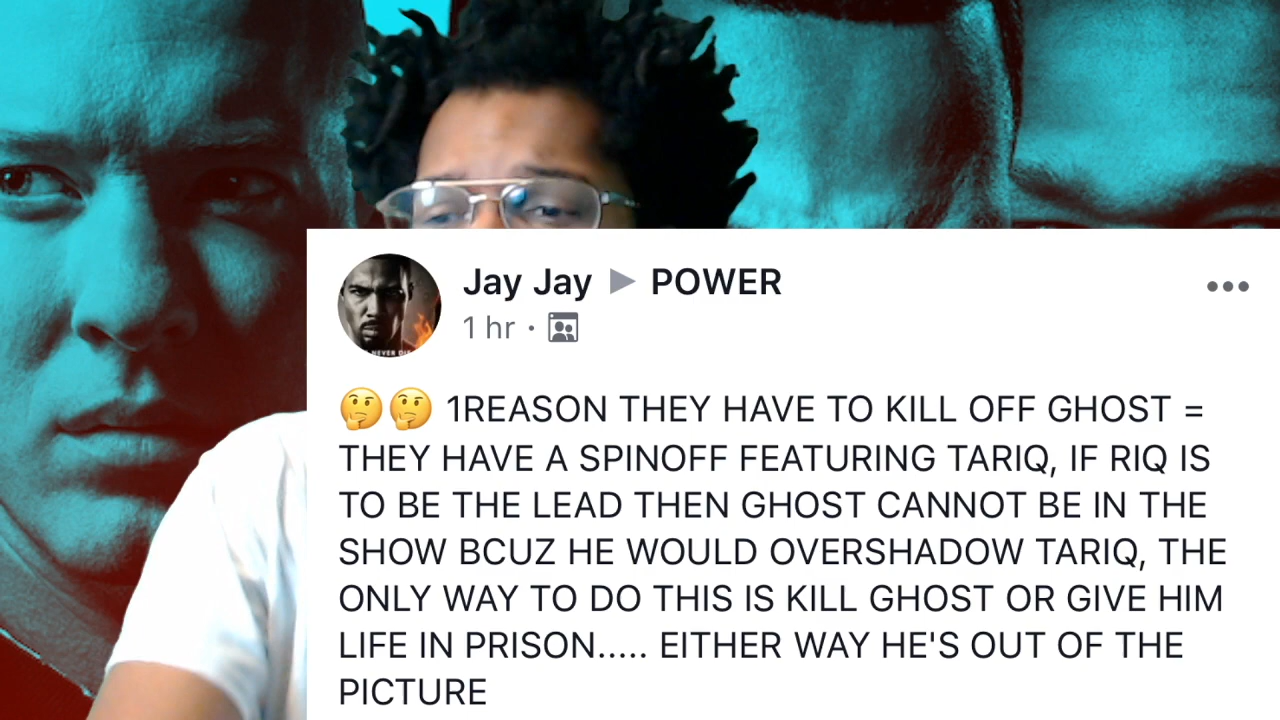 Jay Jay ▶ POWER
1 hr ·
NEVER DIE
🤔🤔 1REASON THEY HAVE TO KILL OFF GHOST =
THEY HAVE A SPINOFF FEATURING TARIQ, IF RIQ IS
TO BE THE LEAD THEN GHOST CANNOT BE IN THE
SHOW BCUZ HE WOULD OVERSHADOW TARIQ, THE
ONLY WAY TO DO THIS IS KILL GHOST OR GIVE HIM
LIFE IN PRISON..... EITHER WAY HE'S OUT OF THE
PICTURE